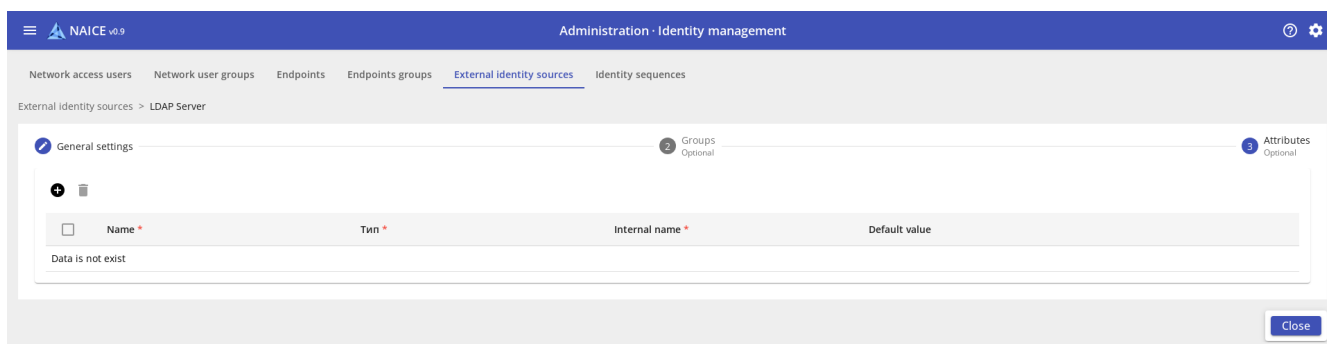 NAICE v0.9
Administration · Identity management
Network access users Network user groups Endpoints Endpoints groups External identity sources Identity sequences
External identity sources > LDAP Server
General settings
2 Groups
Optional
3 Attributes
Optional
Name * Тип * Internal name * Default value
Data is not exist
Close